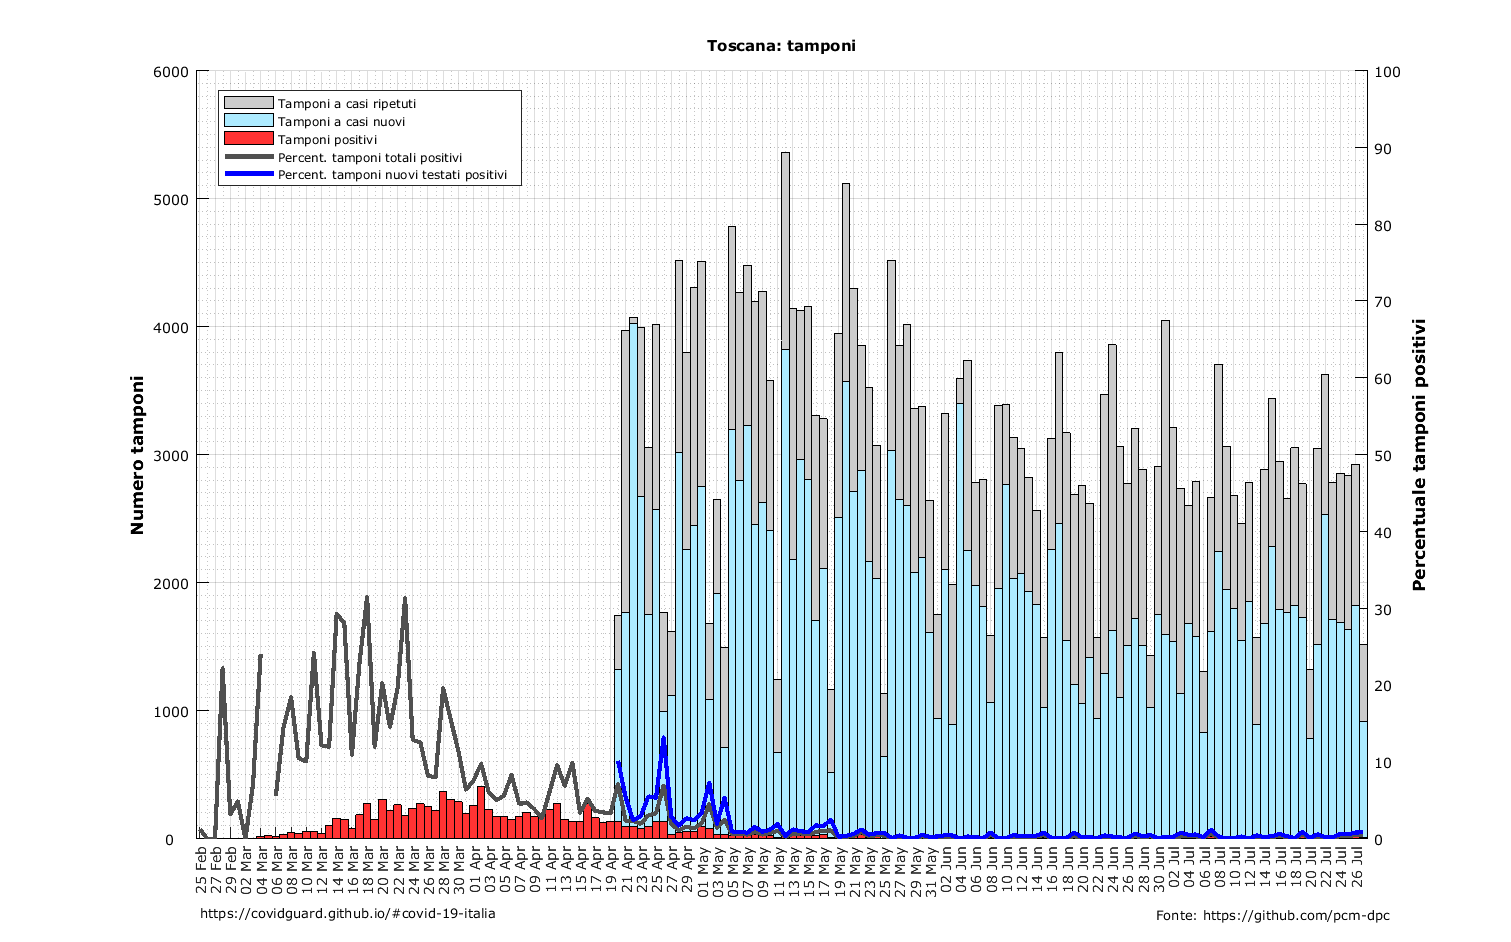 Toscana: tamponi
Tamponi a casi ripetuti
Tamponi a casi nuovi
Tamponi positivi
Percent. tamponi totali positivi
Percent. tamponi nuovi testati positivi
Numero tamponi
6000
5000
4000
3000
2000
1000
0
Percentuale tamponi positivi
100
90
80
70
60
50
40
30
20
10
0
25 Feb
27 Feb
29 Feb
02 Mar
04 Mar
06 Mar
08 Mar
10 Mar
12 Mar
14 Mar
16 Mar
18 Mar
20 Mar
22 Mar
24 Mar
26 Mar
28 Mar
30 Mar
01 Apr
03 Apr
05 Apr
07 Apr
09 Apr
11 Apr
13 Apr
15 Apr
17 Apr
19 Apr
21 Apr
23 Apr
25 Apr
27 Apr
29 Apr
01 May
03 May
05 May
07 May
09 May
11 May
13 May
15 May
17 May
19 May
21 May
23 May
25 May
27 May
29 May
31 May
02 Jun
04 Jun
06 Jun
08 Jun
10 Jun
12 Jun
14 Jun
16 Jun
18 Jun
20 Jun
22 Jun
24 Jun
26 Jun
28 Jun
30 Jun
02 Jul
04 Jul
06 Jul
08 Jul
10 Jul
12 Jul
14 Jul
16 Jul
18 Jul
20 Jul
22 Jul
24 Jul
26 Jul
https://covidguard.github.io/#covid-19-italia
Fonte: https://github.com/pcm-dpc